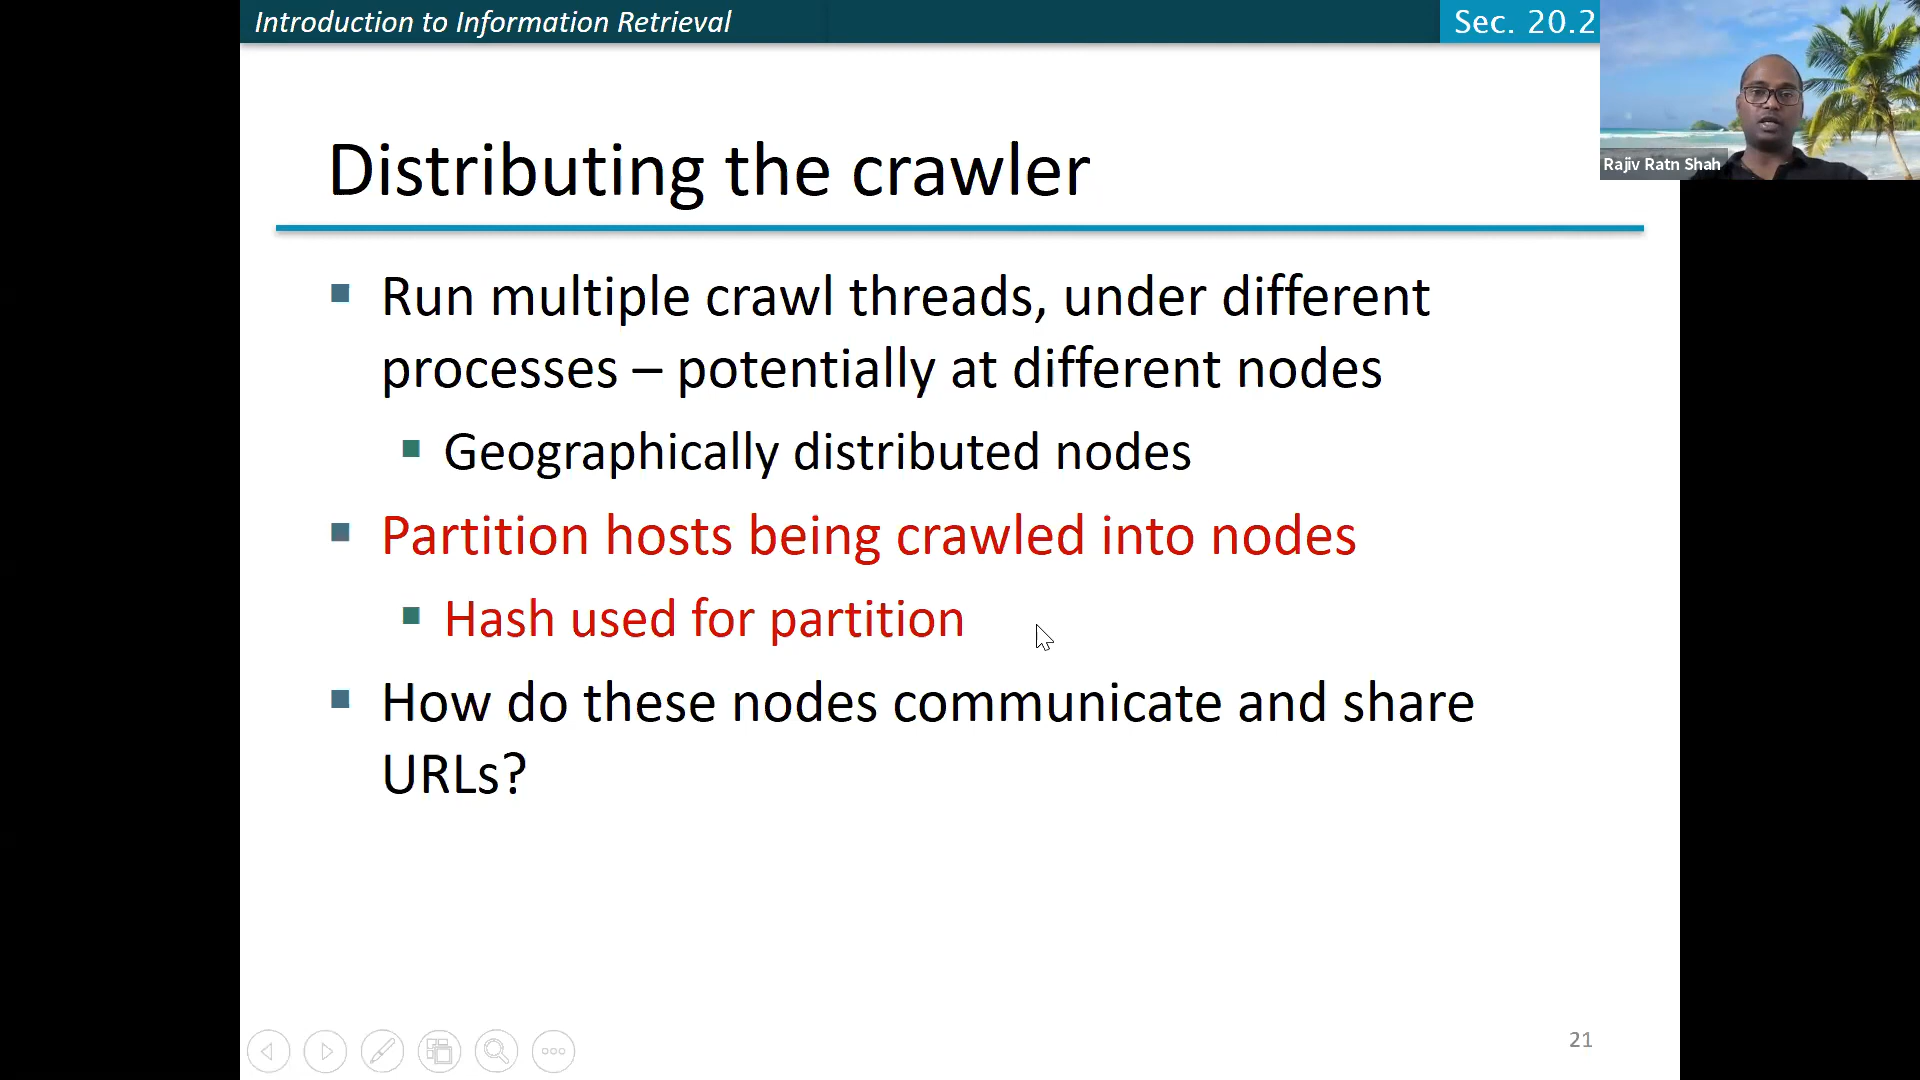 Introduction to Information Retrieval
Sec. 20.2
Rajiv Ratn Shah
Distributing the crawler
Run multiple crawl threads, under different
processes – potentially at different nodes
Geographically distributed nodes
Partition hosts being crawled into nodes
Hash used for partition
How do these nodes communicate and share
URLs?
21